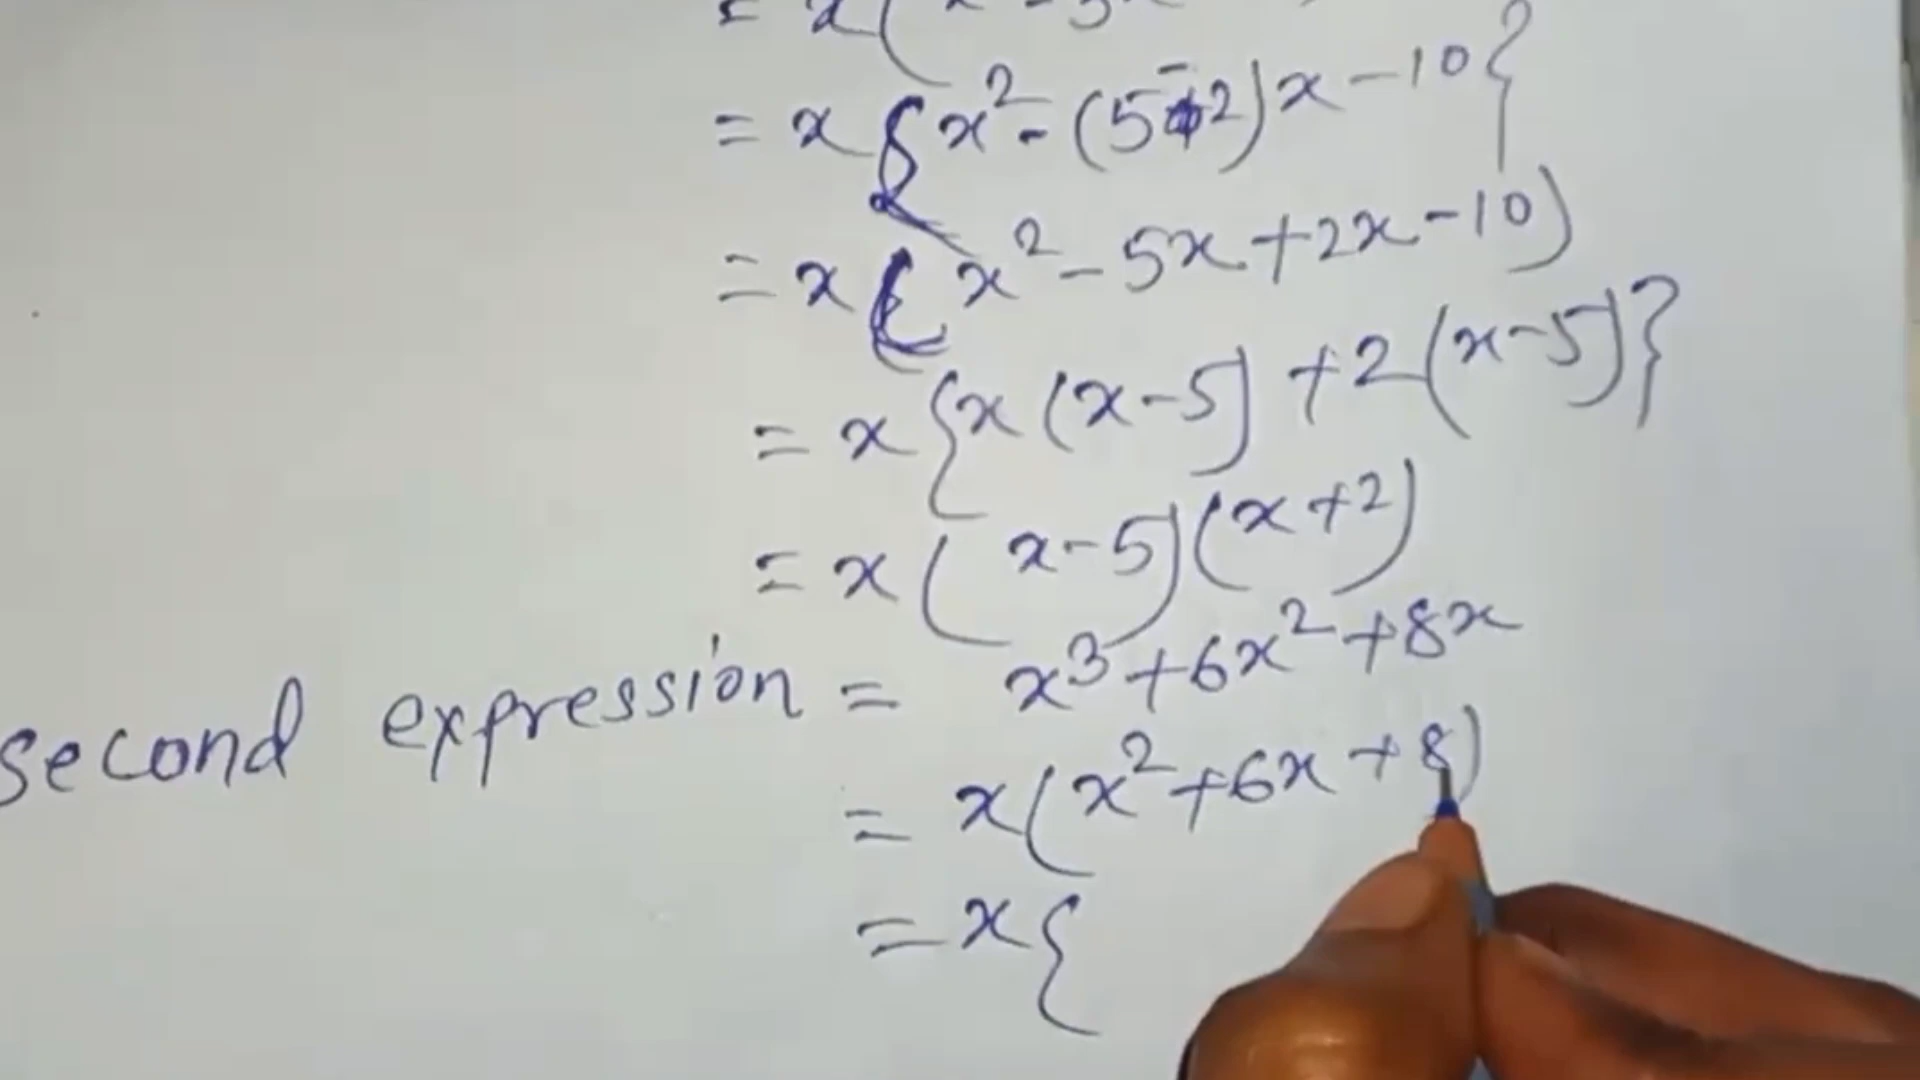 = x{x² - (5-2)x - 10}
= x(x² - 5x + 2x - 10)
= x{x(x-5) + 2(x-5)}
= x(x-5)(x+2)
second expression = x³ + 6x² + 8x
= x(x² + 6x + 8)
= x{